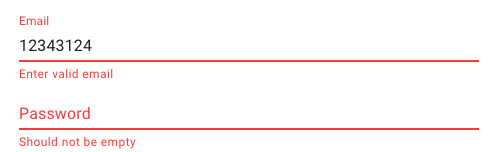 Email
12343124
Enter valid email
Password
Should not be empty